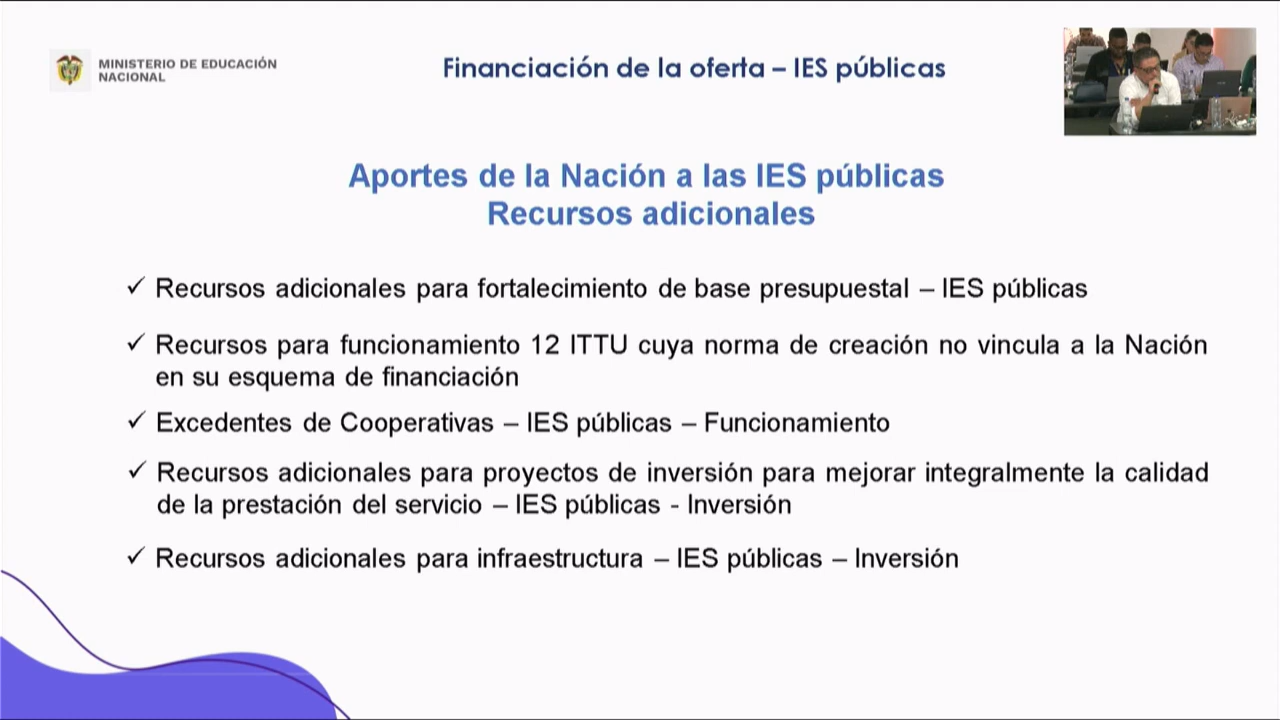 MINISTERIO DE EDUCACIÓN
NACIONAL
Financiación de la oferta – IES públicas
Aportes de la Nación a las IES públicas
Recursos adicionales
✓ Recursos adicionales para fortalecimiento de base presupuestal – IES públicas
✓ Recursos para funcionamiento 12 ITTU cuya norma de creación no vincula a la Nación
en su esquema de financiación
✓ Excedentes de Cooperativas – IES públicas – Funcionamiento
✓ Recursos adicionales para proyectos de inversión para mejorar integralmente la calidad
de la prestación del servicio – IES públicas - Inversión
✓ Recursos adicionales para infraestructura – IES públicas – Inversión